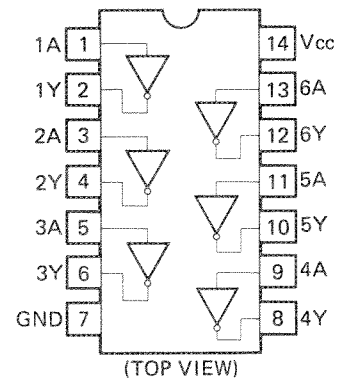 1A 1 14 Vcc
1Y 2 13 6A
2A 3 12 6Y
2Y 4 11 5A
3A 5 10 5Y
3Y 6 9 4A
GND 7 8 4Y
(TOP VIEW)